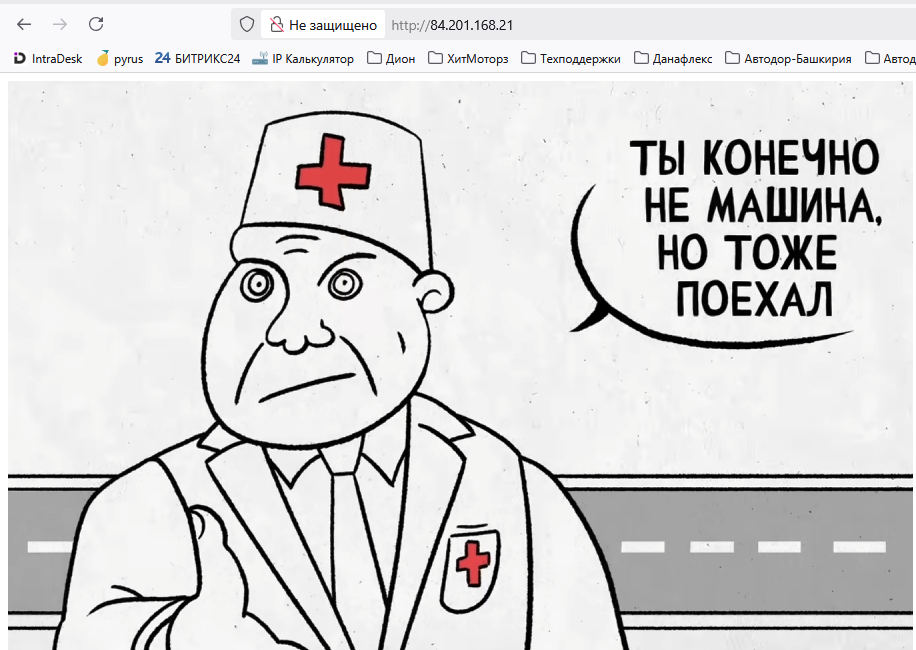 Не защищено http://84.201.168.21
IntraDesk pyrus 24 БИТРИКС24 IP Калькулятор Дион ХитМоторз Техподдержки Данафлекс Автодор-Башкирия Автод
ТЫ КОНЕЧНО
НЕ МАШИНА,
НО ТОЖЕ
ПОЕХАЛ